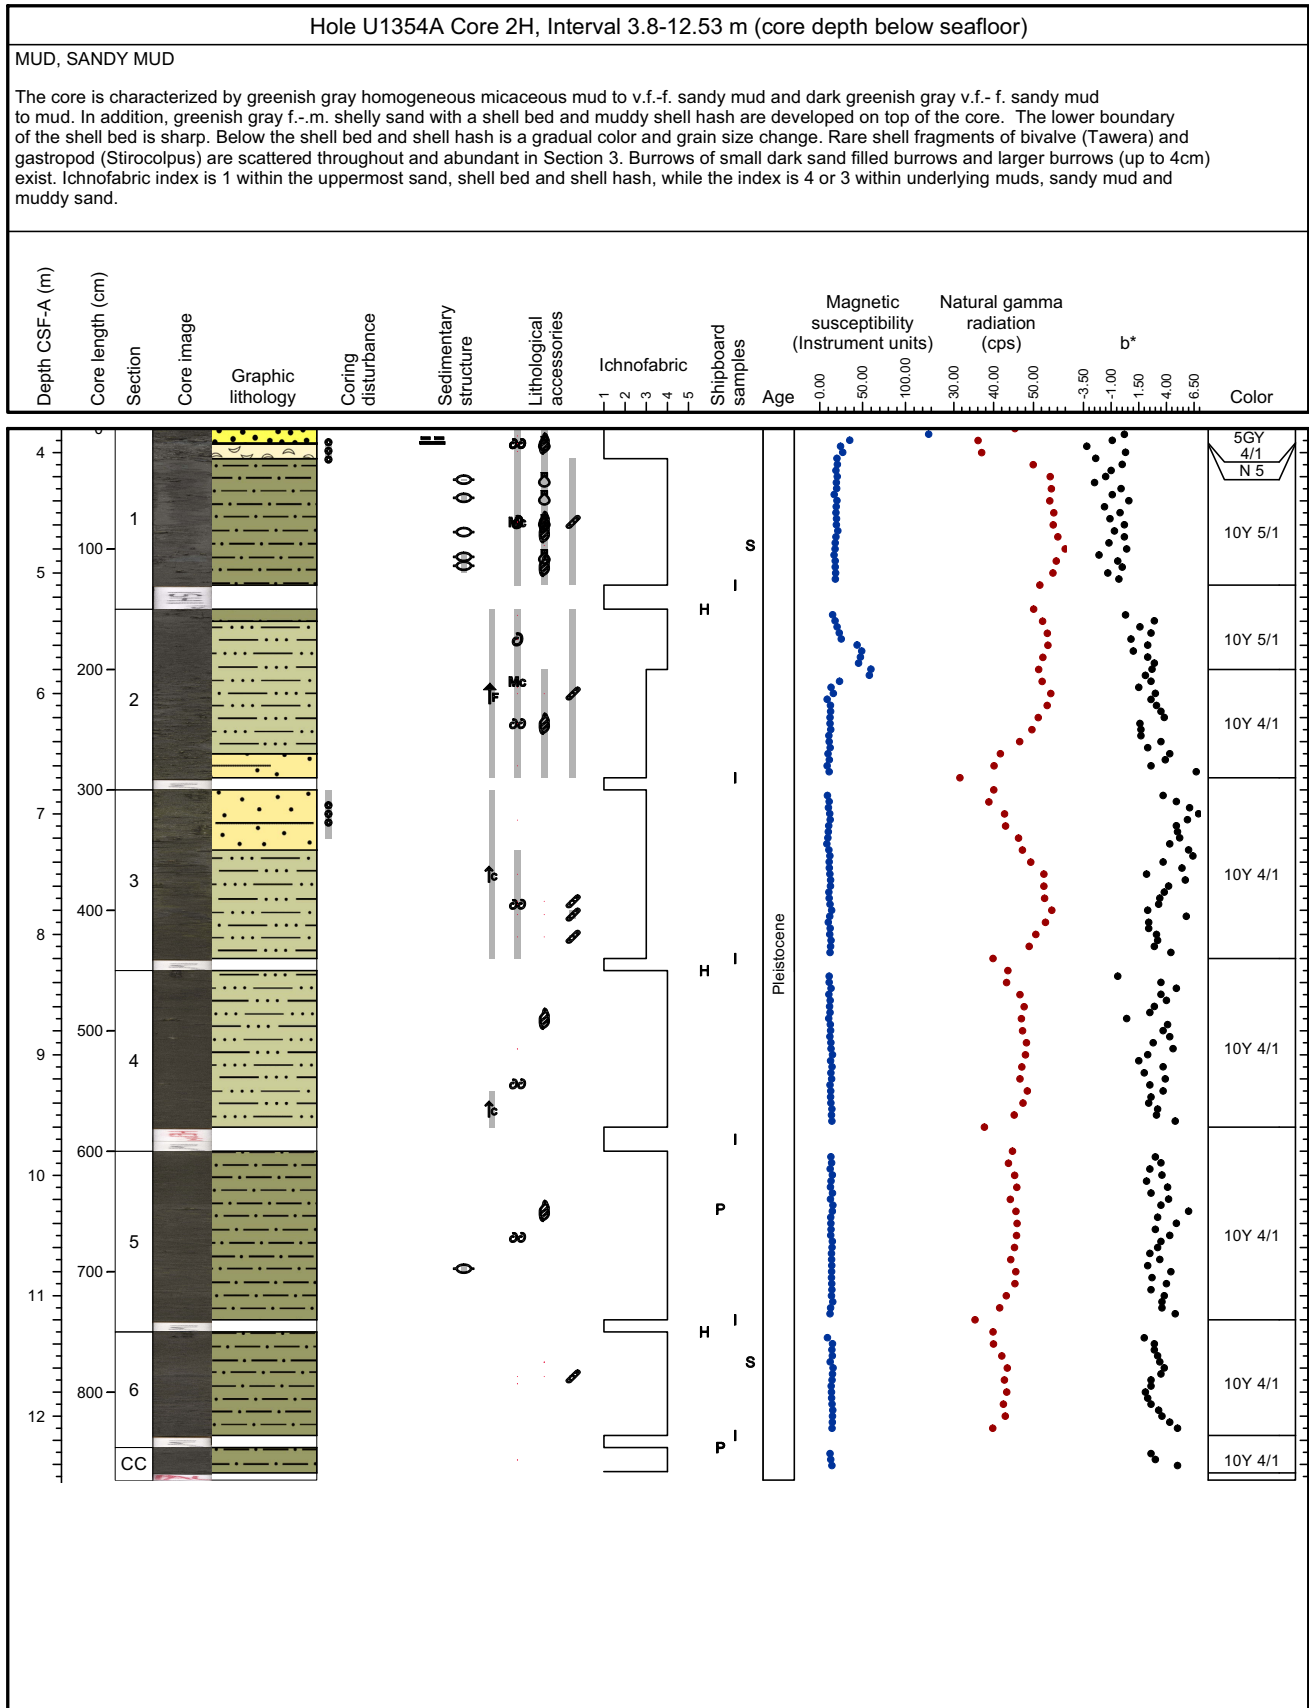 Hole U1354A Core 2H, Interval 3.8-12.53 m (core depth below seafloor)
MUD, SANDY MUD
The core is characterized by greenish gray homogeneous micaceous mud to v.f.-f. sandy mud and dark greenish gray v.f.- f. sandy mud
to mud. In addition, greenish gray f.-.m. shelly sand with a shell bed and muddy shell hash are developed on top of the core.  The lower boundary
of the shell bed is sharp. Below the shell bed and shell hash is a gradual color and grain size change. Rare shell fragments of bivalve (Tawera) and
gastropod (Stirocolpus) are scattered throughout and abundant in Section 3. Burrows of small dark sand filled burrows and larger burrows (up to 4cm)
exist. Ichnofabric index is 1 within the uppermost sand, shell bed and shell hash, while the index is 4 or 3 within underlying muds, sandy mud and
muddy sand.
Depth CSF-A (m)
Core length (cm)
Section
Core image
Graphic
lithology
Coring
disturbance
Sedimentary
structure
Lithological
accessories
Ichnofabric
1 2 3 4 5
Shipboard
samples
Age
Magnetic
susceptibility
(Instrument units)
0.00 50.00 100.00
Natural gamma
radiation
(cps)
30.00 40.00 50.00
b*
-3.50 -1.00 1.50 4.00 6.50
Color
4
5
6
7
8
9
10
11
12
0
100
200
300
400
500
600
700
800
1
2
3
4
5
6
CC
Mc
Mc
F
c
c
S
I
H
I
I
H
I
P
I
H
S
I
P
Pleistocene
5GY
4/1
N 5
10Y 5/1
10Y 5/1
10Y 4/1
10Y 4/1
10Y 4/1
10Y 4/1
10Y 4/1
10Y 4/1